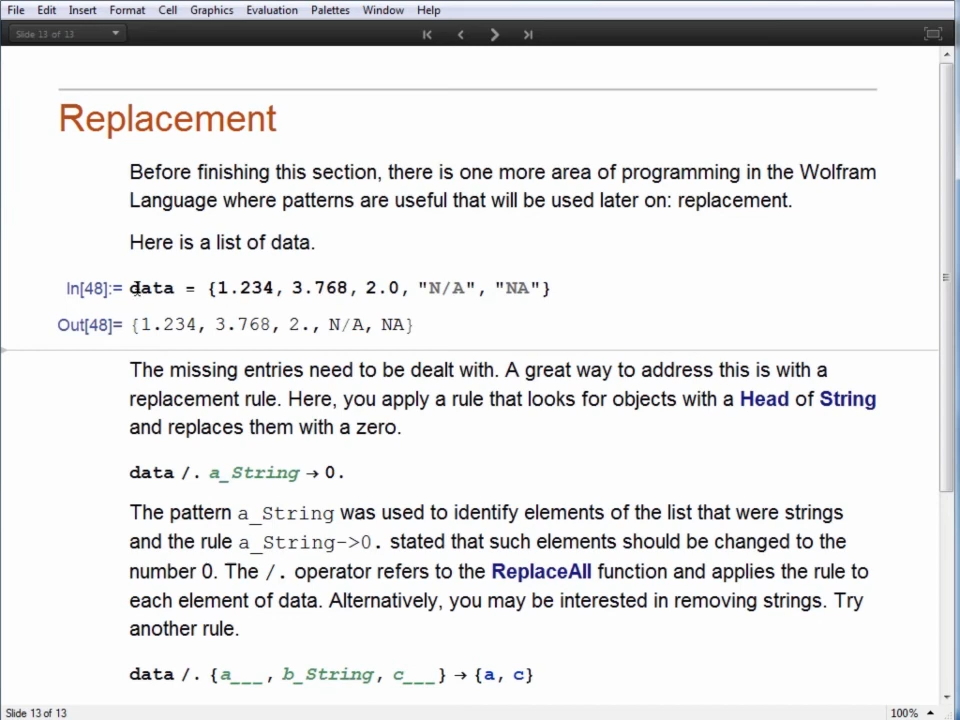 File Edit Insert Format Cell Graphics Evaluation Palettes Window Help
Slide 13 of 13
Replacement
Before finishing this section, there is one more area of programming in the Wolfram
Language where patterns are useful that will be used later on: replacement.
Here is a list of data.
In[48]:= data = {1.234, 3.768, 2.0, "N/A", "NA"}
Out[48]= {1.234, 3.768, 2., N/A, NA}
The missing entries need to be dealt with. A great way to address this is with a
replacement rule. Here, you apply a rule that looks for objects with a Head of String
and replaces them with a zero.
data /. a_String → 0.
The pattern a_String was used to identify elements of the list that were strings
and the rule a_String->0. stated that such elements should be changed to the
number 0. The /. operator refers to the ReplaceAll function and applies the rule to
each element of data. Alternatively, you may be interested in removing strings. Try
another rule.
data /. {a___, b_String, c___} → {a, c}
Slide 13 of 13 100%